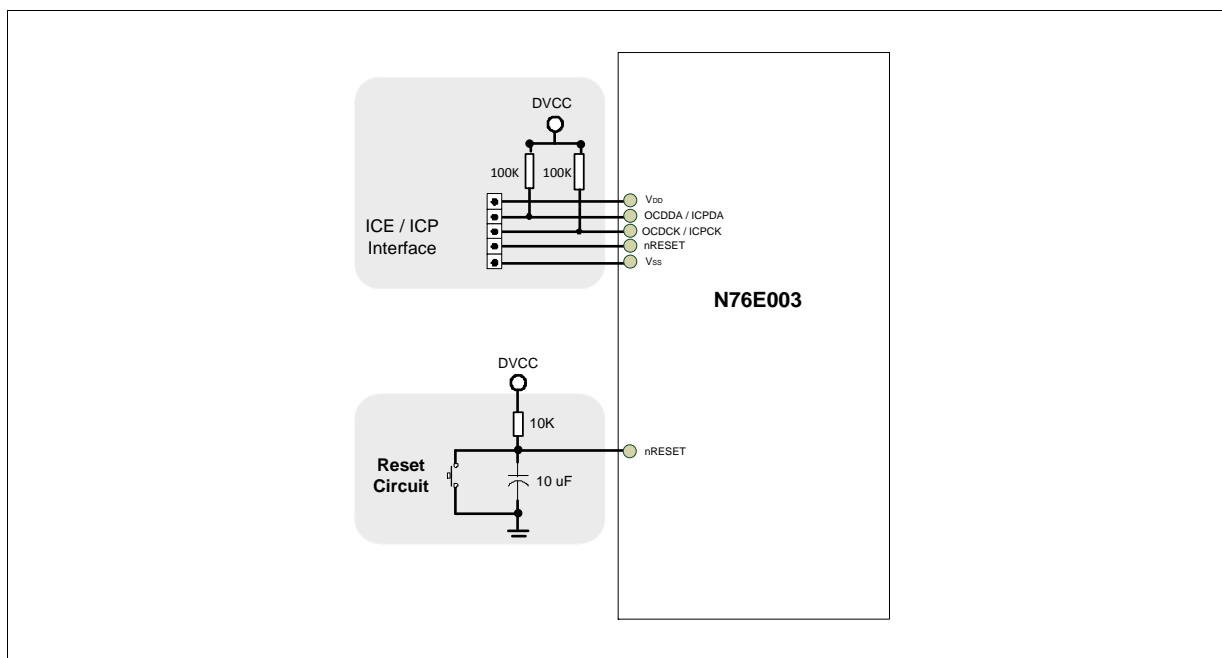 DVCC
100K 100K
ICE / ICP
Interface
VDD
OCDDA / ICPDA
OCDCK / ICPCK
nRESET
VSS
N76E003
DVCC
10K
Reset
Circuit
10 uF
nRESET